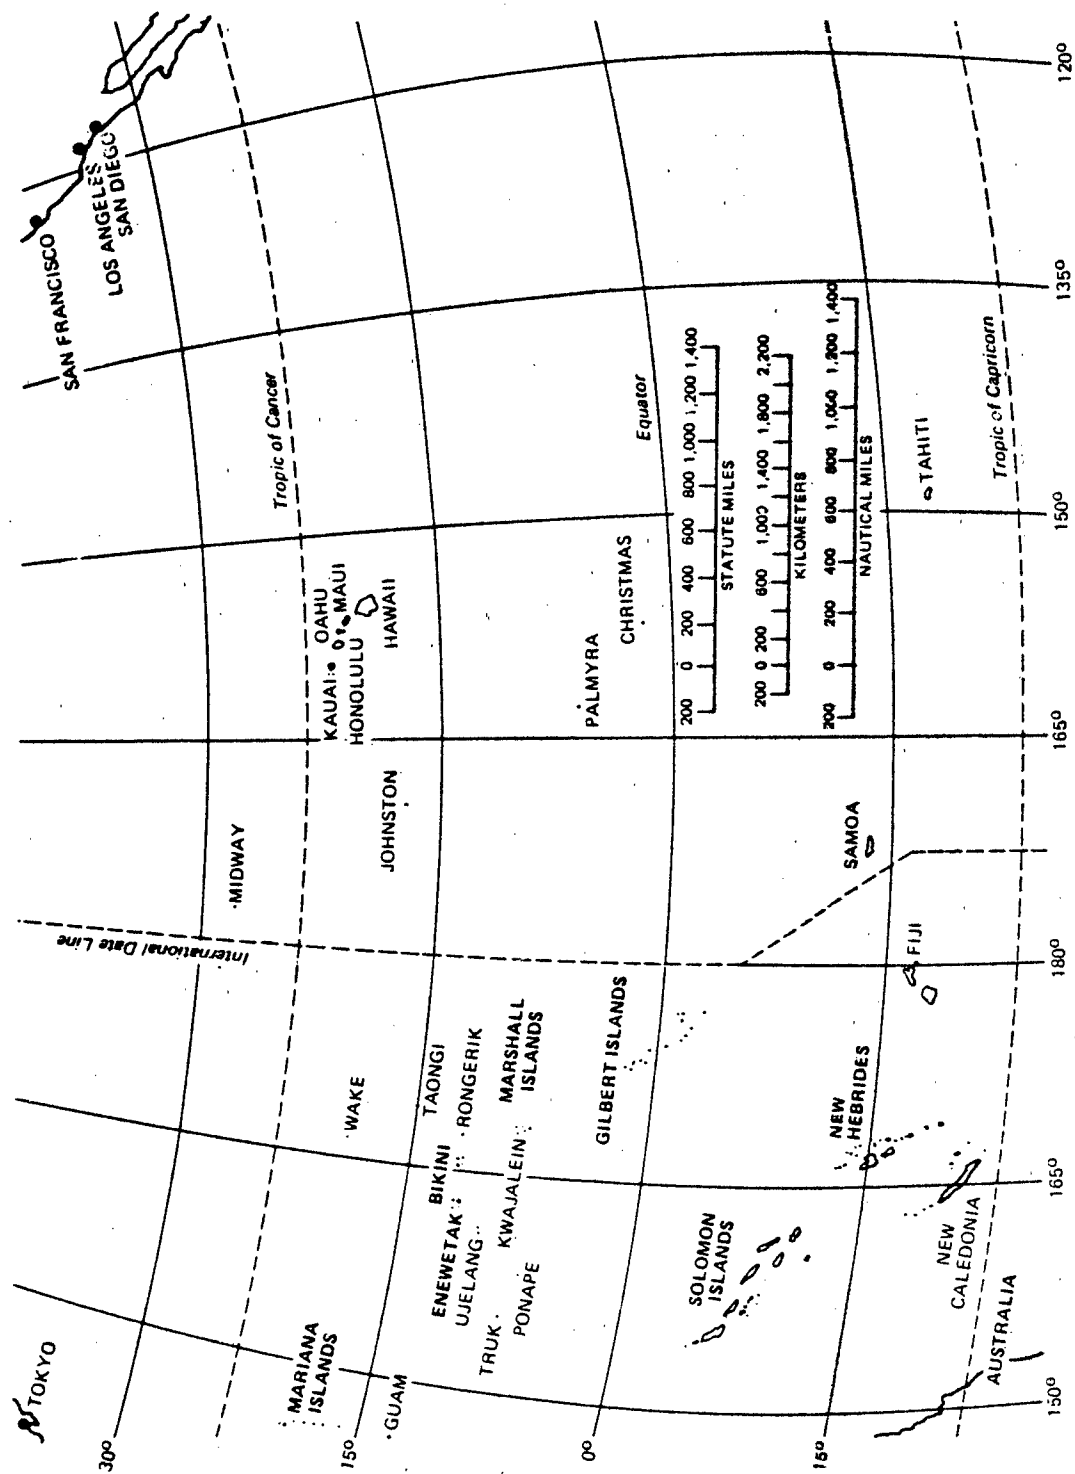 TOKYO
SAN FRANCISCO
LOS ANGELES
SAN DIEGO
30°
International Date Line
MIDWAY
Tropic of Cancer
MARIANA
ISLANDS
WAKE
KAUAI
OAHU
HONOLULU
MAUI
HAWAII
JOHNSTON
15°
GUAM
TAONGI
BIKINI
RONGERIK
ENEWETAK
UJELANG
KWAJALEIN
MARSHALL
ISLANDS
TRUK
PONAPE
PALMYRA
CHRISTMAS
Equator
0°
GILBERT ISLANDS
200 0 200 400 600 800 1,000 1,200 1,400
STATUTE MILES
200 0 200 600 1,000 1,400 1,800 2,200
KILOMETERS
200 0 200 400 600 800 1,000 1,200 1,400
NAUTICAL MILES
SOLOMON
ISLANDS
NEW
HEBRIDES
SAMOA
15°
FIJI
TAHITI
NEW
CALEDONIA
Tropic of Capricorn
AUSTRALIA
150°
165°
180°
165°
150°
135°
120°